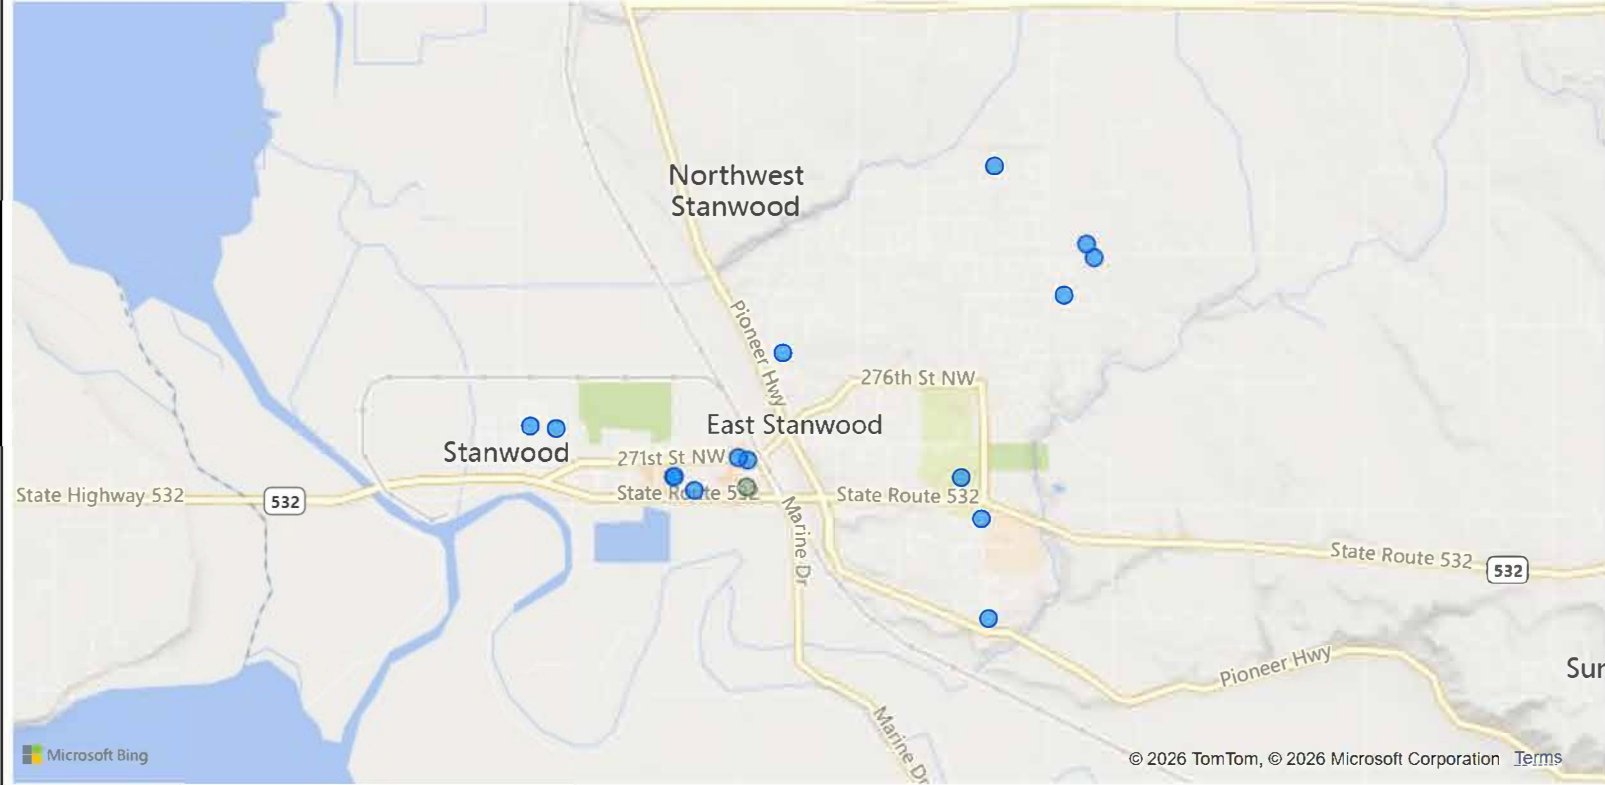 Northwest
Stanwood
Pioneer Hwy
276th St NW
East Stanwood
Stanwood
271st St NW
State Highway 532
532
State Route 532
State Route 532
Marine Dr
State Route 532
532
Pioneer Hwy
Sur
Marine Dr
Microsoft Bing
© 2026 TomTom, © 2026 Microsoft Corporation Terms